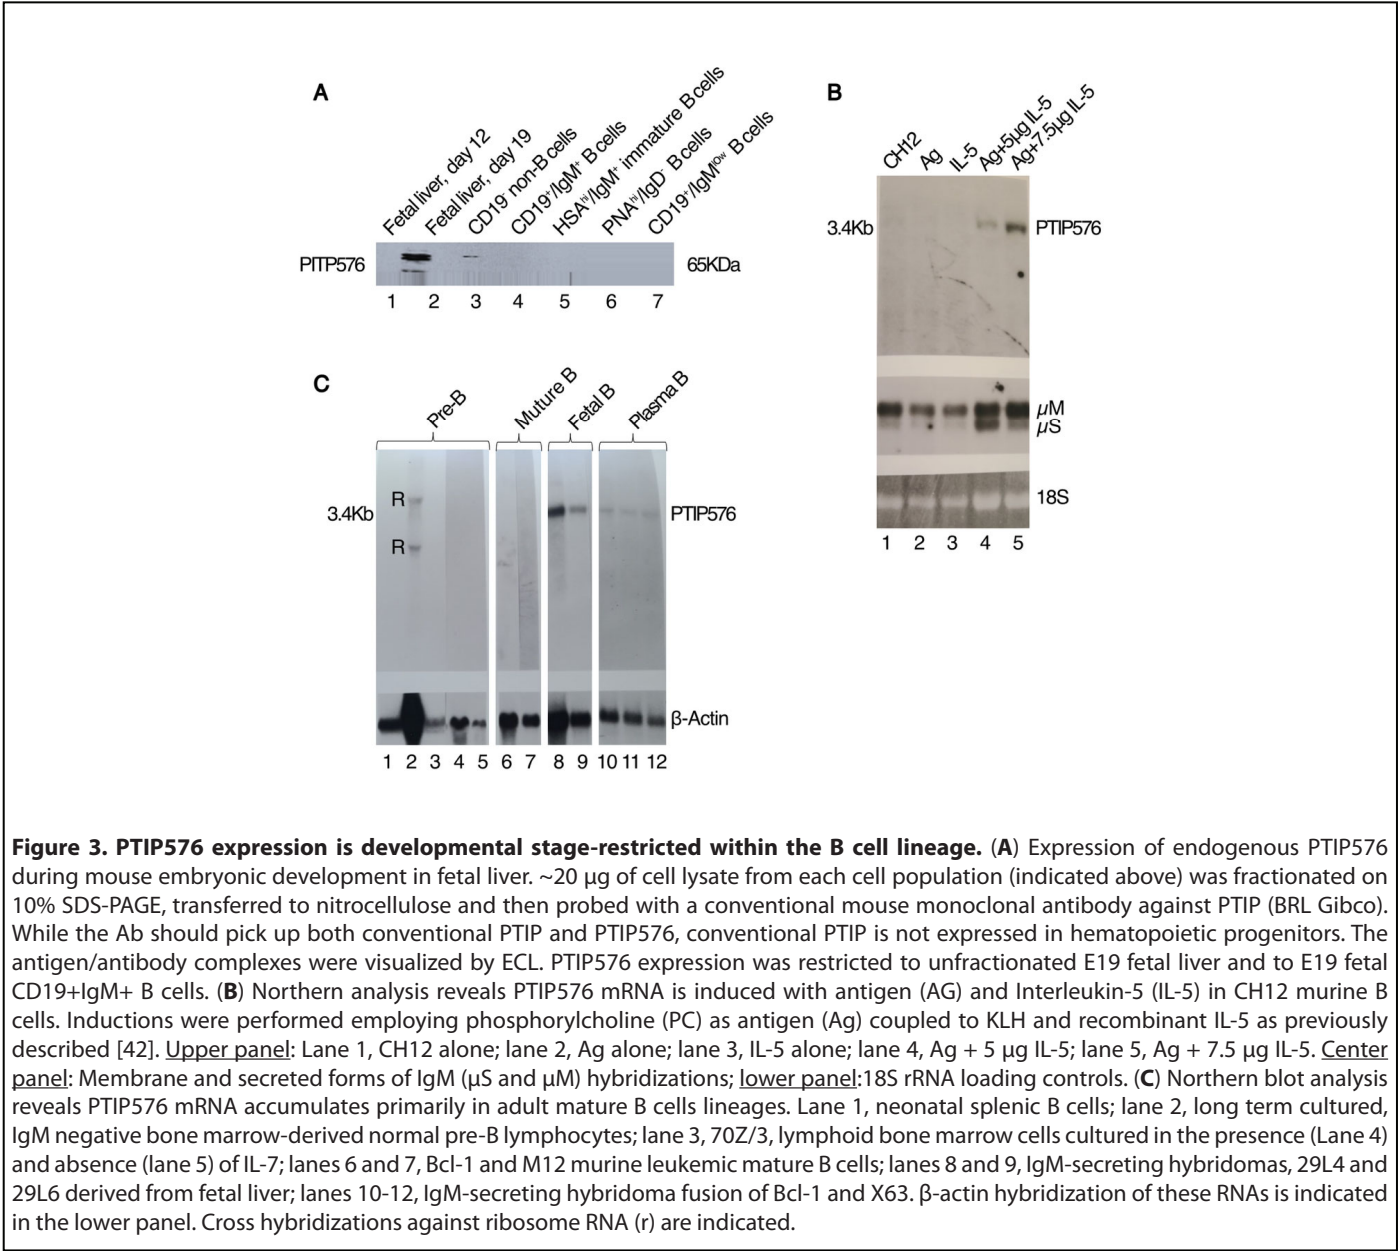 A
Fetal liver, day 12
Fetal liver, day 19
CD19- non-B cells
CD19+/IgM+ B cells
HSAhi/IgM+ immature B cells
PNAhi/IgD- B cells
CD19+/IgMlow B cells
PITP576
65KDa
1 2 3 4 5 6 7
B
CH12
Ag
IL-5
Ag+5µg IL-5
Ag+7.5µg IL-5
3.4Kb
PTIP576
µM
µS
18S
1 2 3 4 5
C
Pre-B
Muture B
Fetal B
Plasma B
R
3.4Kb
PTIP576
R
β-Actin
1 2 3 4 5 6 7 8 9 10 11 12
Figure 3. PTIP576 expression is developmental stage-restricted within the B cell lineage. (A) Expression of endogenous PTIP576
during mouse embryonic development in fetal liver. ~20 µg of cell lysate from each cell population (indicated above) was fractionated on
10% SDS-PAGE, transferred to nitrocellulose and then probed with a conventional mouse monoclonal antibody against PTIP (BRL Gibco).
While the Ab should pick up both conventional PTIP and PTIP576, conventional PTIP is not expressed in hematopoietic progenitors. The
antigen/antibody complexes were visualized by ECL. PTIP576 expression was restricted to unfractionated E19 fetal liver and to E19 fetal
CD19+IgM+ B cells. (B) Northern analysis reveals PTIP576 mRNA is induced with antigen (AG) and Interleukin-5 (IL-5) in CH12 murine B
cells. Inductions were performed employing phosphorylcholine (PC) as antigen (Ag) coupled to KLH and recombinant IL-5 as previously
described [42]. Upper panel: Lane 1, CH12 alone; lane 2, Ag alone; lane 3, IL-5 alone; lane 4, Ag + 5 µg IL-5; lane 5, Ag + 7.5 µg IL-5. Center
panel: Membrane and secreted forms of IgM (µS and µM) hybridizations; lower panel:18S rRNA loading controls. (C) Northern blot analysis
reveals PTIP576 mRNA accumulates primarily in adult mature B cells lineages. Lane 1, neonatal splenic B cells; lane 2, long term cultured,
IgM negative bone marrow-derived normal pre-B lymphocytes; lane 3, 70Z/3, lymphoid bone marrow cells cultured in the presence (Lane 4)
and absence (lane 5) of IL-7; lanes 6 and 7, Bcl-1 and M12 murine leukemic mature B cells; lanes 8 and 9, IgM-secreting hybridomas, 29L4 and
29L6 derived from fetal liver; lanes 10-12, IgM-secreting hybridoma fusion of Bcl-1 and X63. β-actin hybridization of these RNAs is indicated
in the lower panel. Cross hybridizations against ribosome RNA (r) are indicated.